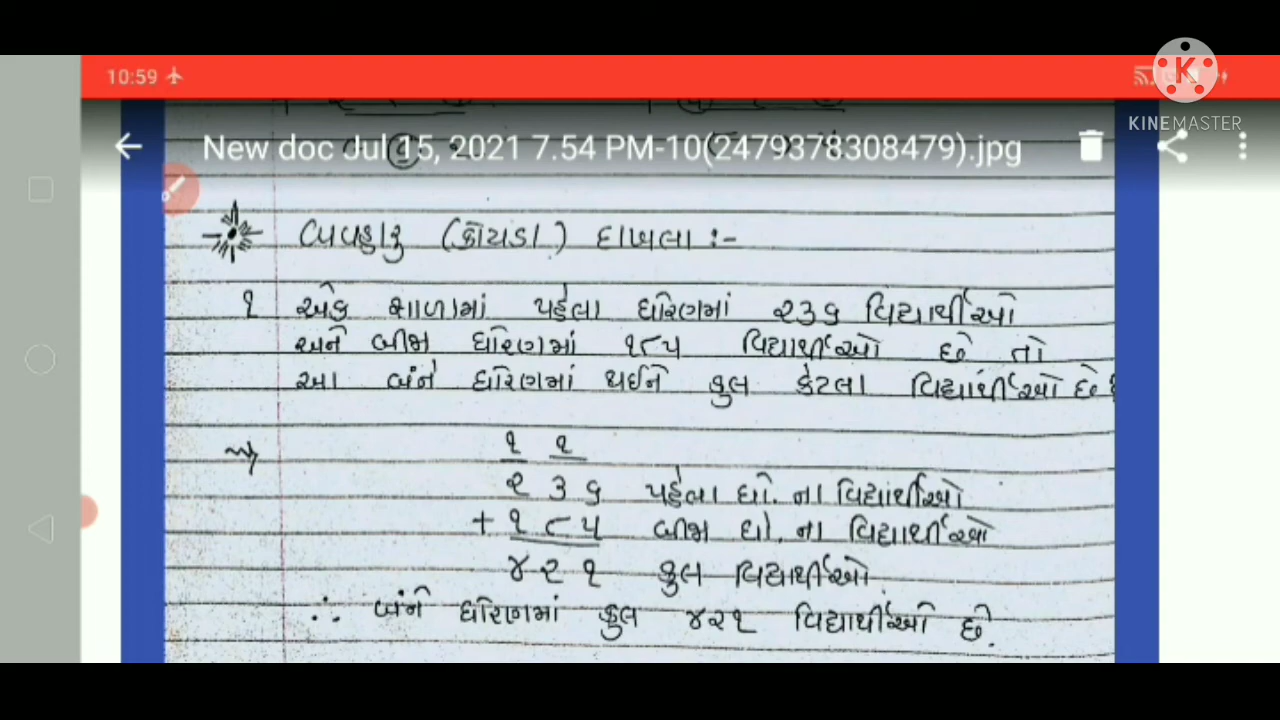 10:59
KINEMASTER
New doc Jul 15, 2021 7.54 PM-10(2479378308479).jpg
વ્યવહારુ (કોયડા) દાખલા :-
૧ એક શાળામાં પહેલા ધોરણમાં ૨૩૬ વિદ્યાર્થીઓ
અને બીજા ધોરણમાં ૧૮૫ વિદ્યાર્થીઓ છે તો
આ બંને ધોરણમાં થઈને કુલ કેટલા વિદ્યાર્થીઓ છે?
૧ ૧
૨ ૩ ૬ પહેલા ધો. ના વિદ્યાર્થીઓ
+ ૧ ૮ ૫ બીજા ધો. ના વિદ્યાર્થીઓ
૪ ૨ ૧ કુલ વિદ્યાર્થીઓ
∴ બંને ધોરણમાં કુલ ૪૨૧ વિદ્યાર્થીઓ છે.